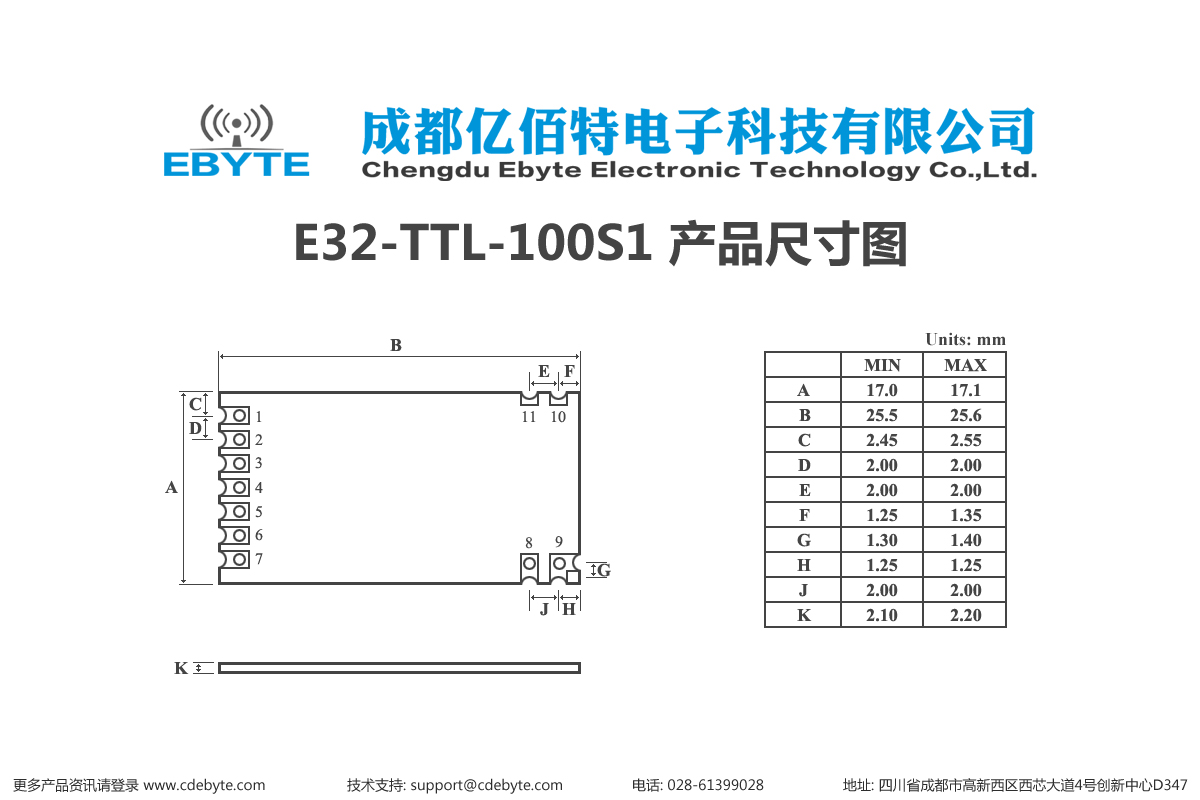 EBYTE
成都亿佰特电子科技有限公司
Chengdu Ebyte Electronic Technology Co.,Ltd.
E32-TTL-100S1 产品尺寸图
Units: mm
MIN MAX
A 17.0 17.1
B 25.5 25.6
C 2.45 2.55
D 2.00 2.00
E 2.00 2.00
F 1.25 1.35
G 1.30 1.40
H 1.25 1.25
J 2.00 2.00
K 2.10 2.20
B
E F
C
11 10
1
D
2
3
A
4
5
6
8 9
7
G
J H
K
更多产品资讯请登录 www.cdebyte.com
技术支持: support@cdebyte.com
电话: 028-61399028
地址: 四川省成都市高新西区西芯大道4号创新中心D347